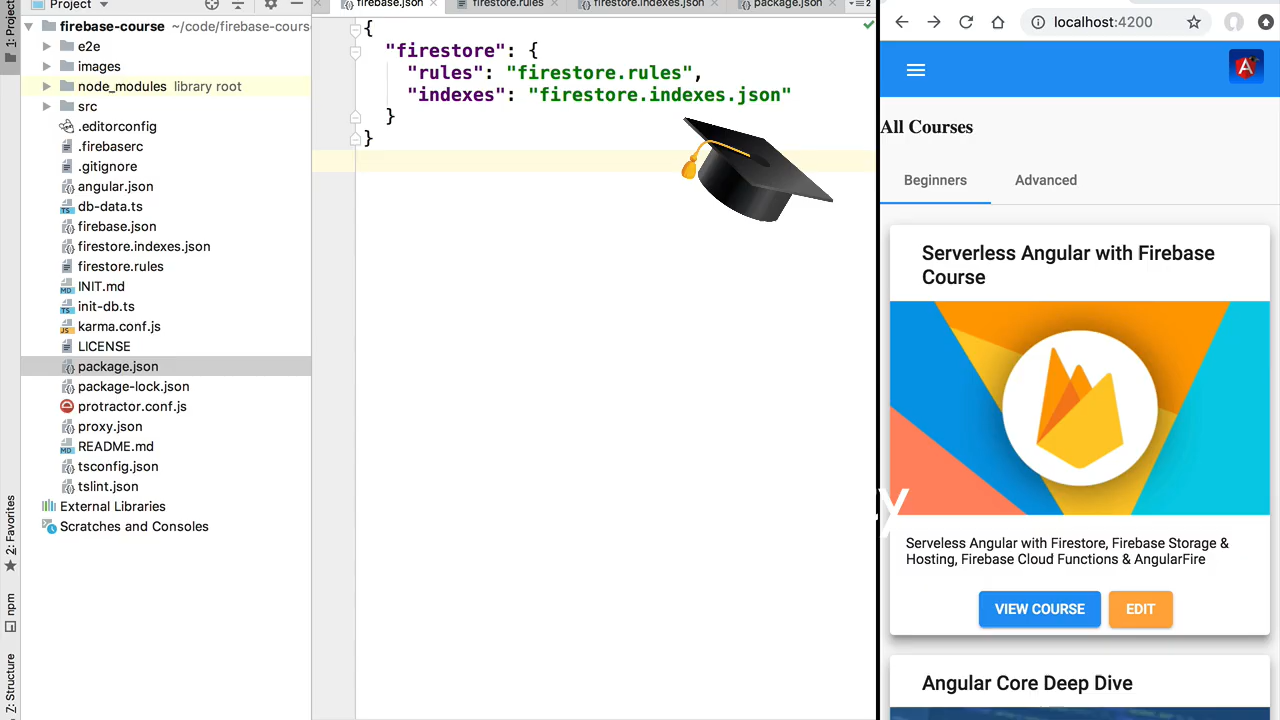 1: Project
Project
firebase-course ~/code/firebase-cours
e2e
images
node_modules library root
src
.editorconfig
.firebaserc
.gitignore
angular.json
db-data.ts
firebase.json
firestore.indexes.json
firestore.rules
INIT.md
init-db.ts
karma.conf.js
LICENSE
package.json
package-lock.json
protractor.conf.js
proxy.json
README.md
tsconfig.json
tslint.json
External Libraries
Scratches and Consoles
2: Favorites
npm
Z: Structure
firebase.json
firestore.rules
firestore.indexes.json
package.json
2
{
"firestore": {
"rules": "firestore.rules",
"indexes": "firestore.indexes.json"
}
}
y
localhost:4200
A
All Courses
Beginners
Advanced
Serverless Angular with Firebase
Course
Serveless Angular with Firestore, Firebase Storage &
Hosting, Firebase Cloud Functions & AngularFire
VIEW COURSE
EDIT
Angular Core Deep Dive